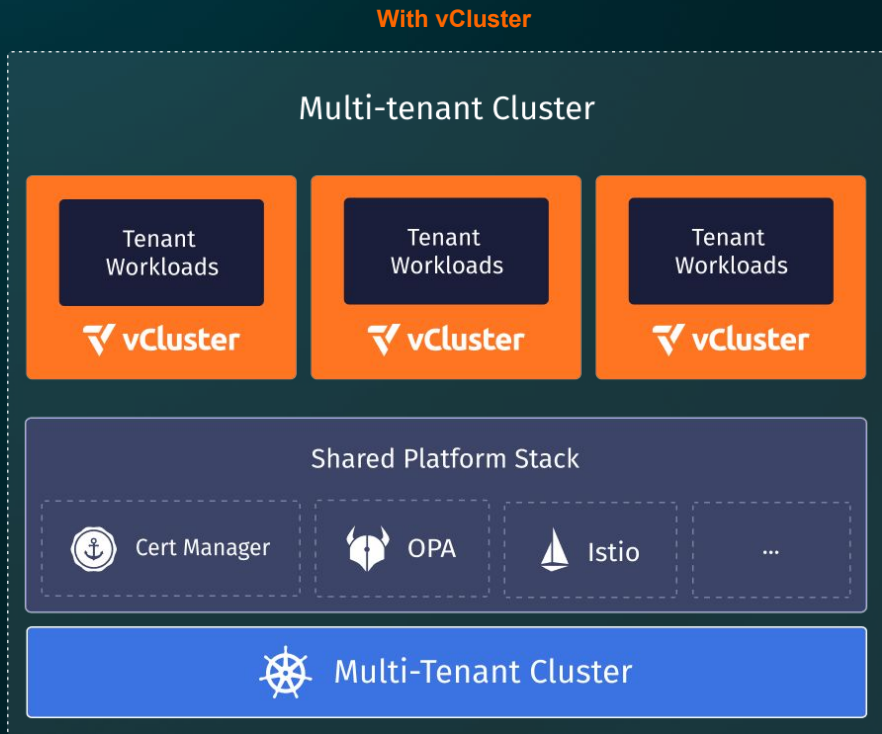 With vCluster
Multi-tenant Cluster
Tenant
Workloads
vCluster
Tenant
Workloads
vCluster
Tenant
Workloads
vCluster
Shared Platform Stack
Cert Manager
OPA
Istio
...
Multi-Tenant Cluster